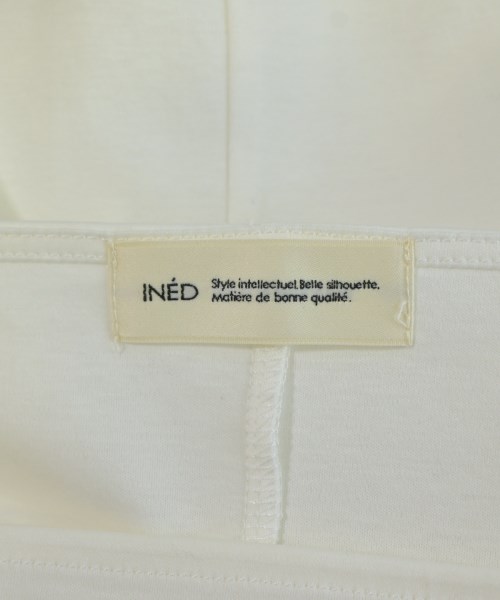 INÉD
Style intellectuel. Belle silhouette.
Matière de bonne qualité.